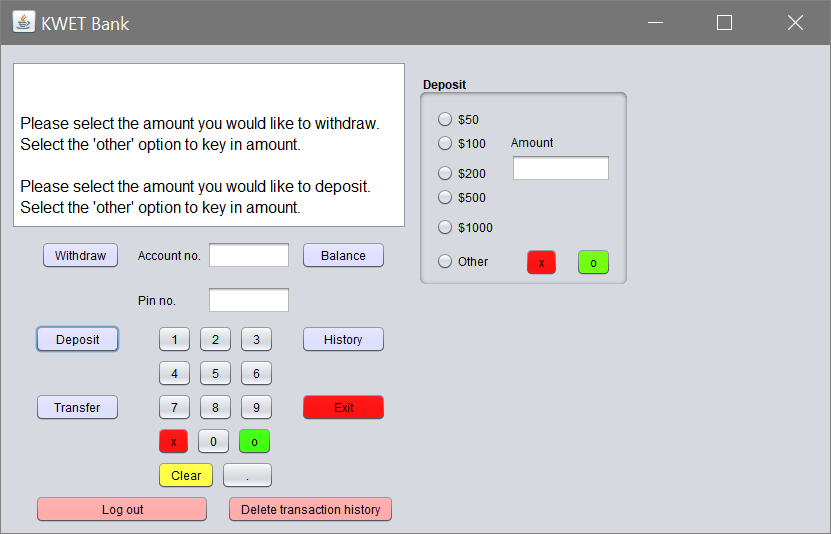 KWET Bank
Please select the amount you would like to withdraw.
Select the 'other' option to key in amount.
Please select the amount you would like to deposit.
Select the 'other' option to key in amount.
Deposit
$50
$100
Amount
$200
$500
$1000
Other
x
o
Withdraw
Account no.
Balance
Pin no.
Deposit
1
2
3
History
4
5
6
Transfer
7
8
9
Exit
x
0
o
Clear
.
Log out
Delete transaction history